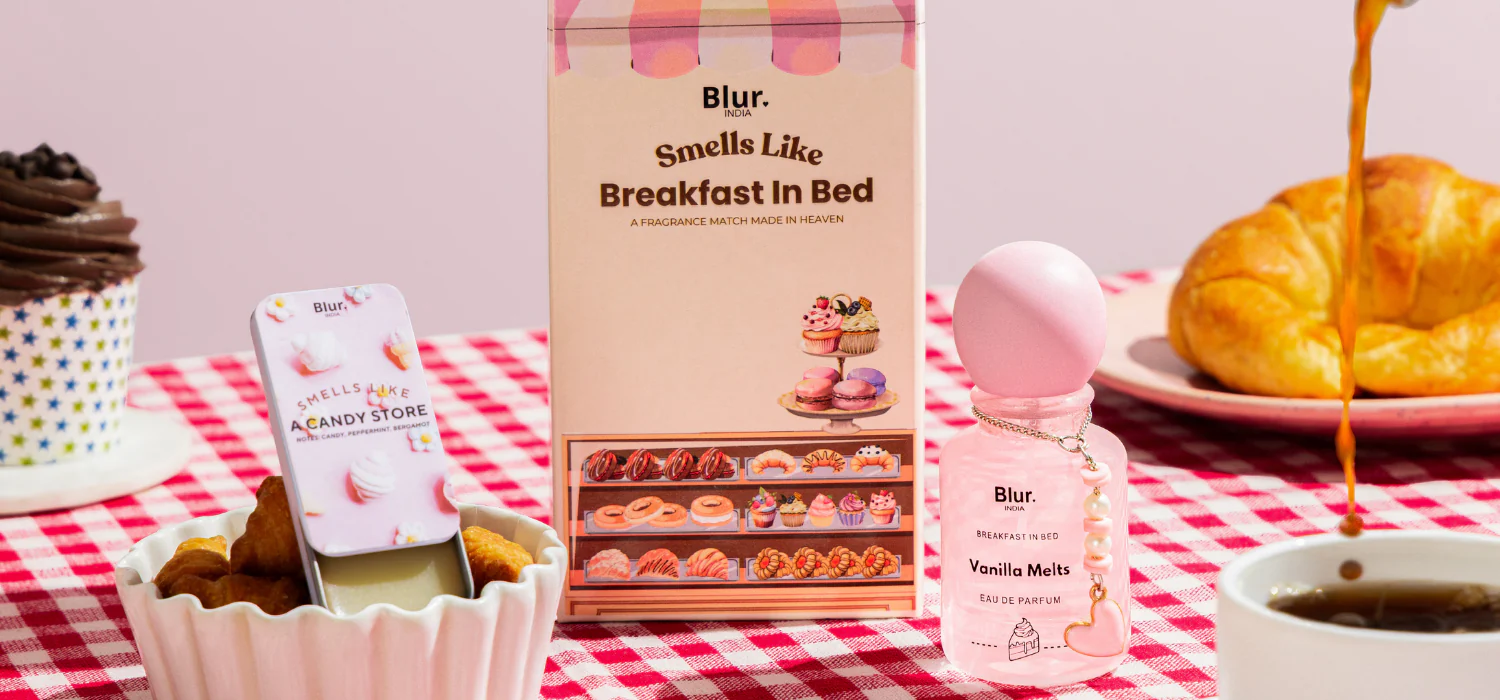 Blur.
INDIA
Smells Like
Breakfast In Bed
A FRAGRANCE MATCH MADE IN HEAVEN
Blur.
INDIA
SMELLS LIKE
A CANDY STORE
NOTES: CANDY, PEPPERMINT, BERGAMOT
Blur.
INDIA
BREAKFAST IN BED
Vanilla Melts
EAU DE PARFUM